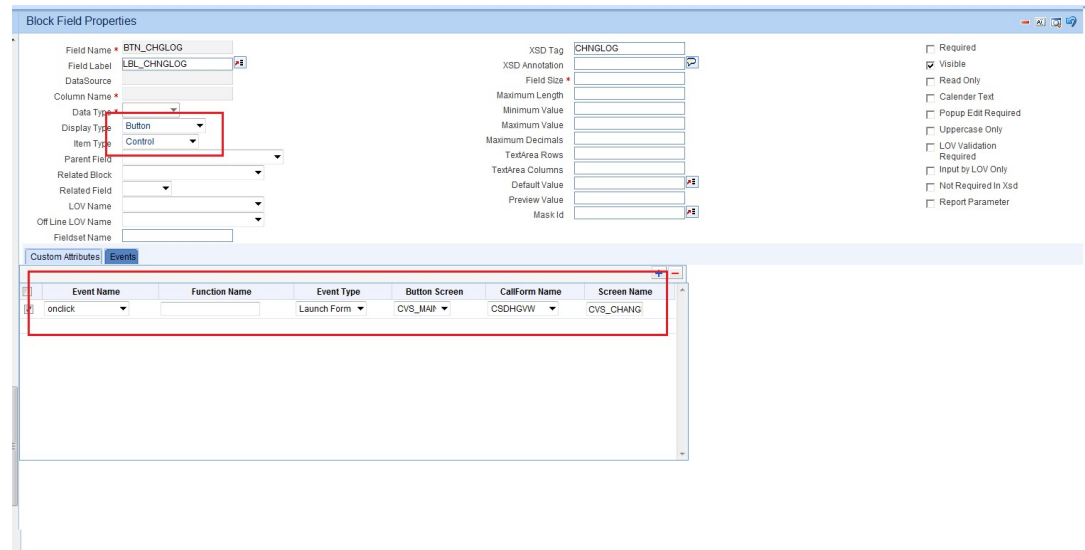 Block Field Properties
Field Name * BTN_CHGLOG
Field Label LBL_CHNGLOG
DataSource
Column Name *
Data Type *
Display Type Button
Item Type Control
Parent Field
Related Block
Related Field
LOV Name
Off Line LOV Name
Fieldset Name
XSD Tag CHNGLOG
XSD Annotation
Field Size *
Maximum Length
Minimum Value
Maximum Value
Maximum Decimals
TextArea Rows
TextArea Columns
Default Value
Preview Value
Mask Id
Required
Visible
Read Only
Calender Text
Popup Edit Required
Uppercase Only
LOV Validation
Required
Input by LOV Only
Not Required In Xsd
Report Parameter
Custom Attributes Events
Event Name Function Name Event Type Button Screen CallForm Name Screen Name
onclick Launch Form CVS_MAIN CSDHGVW CVS_CHANG